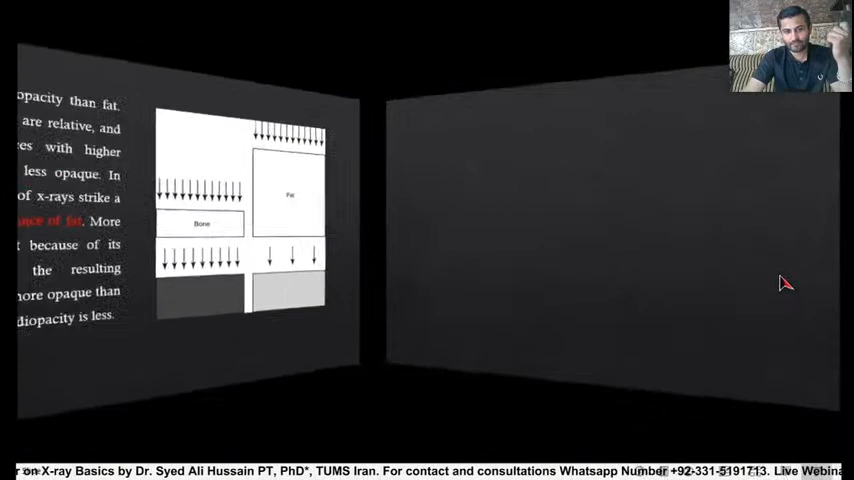 opacity than fat.
are relative, and
with higher
less opaque. In
of x-rays strike a
of fat. More
because of its
the resulting
more opaque than
is less.
Bone
Fat
on X-ray Basics by Dr. Syed Ali Hussain PT, PhD*, TUMS Iran. For contact and consultations Whatsapp Number +92-331-5191713. Live